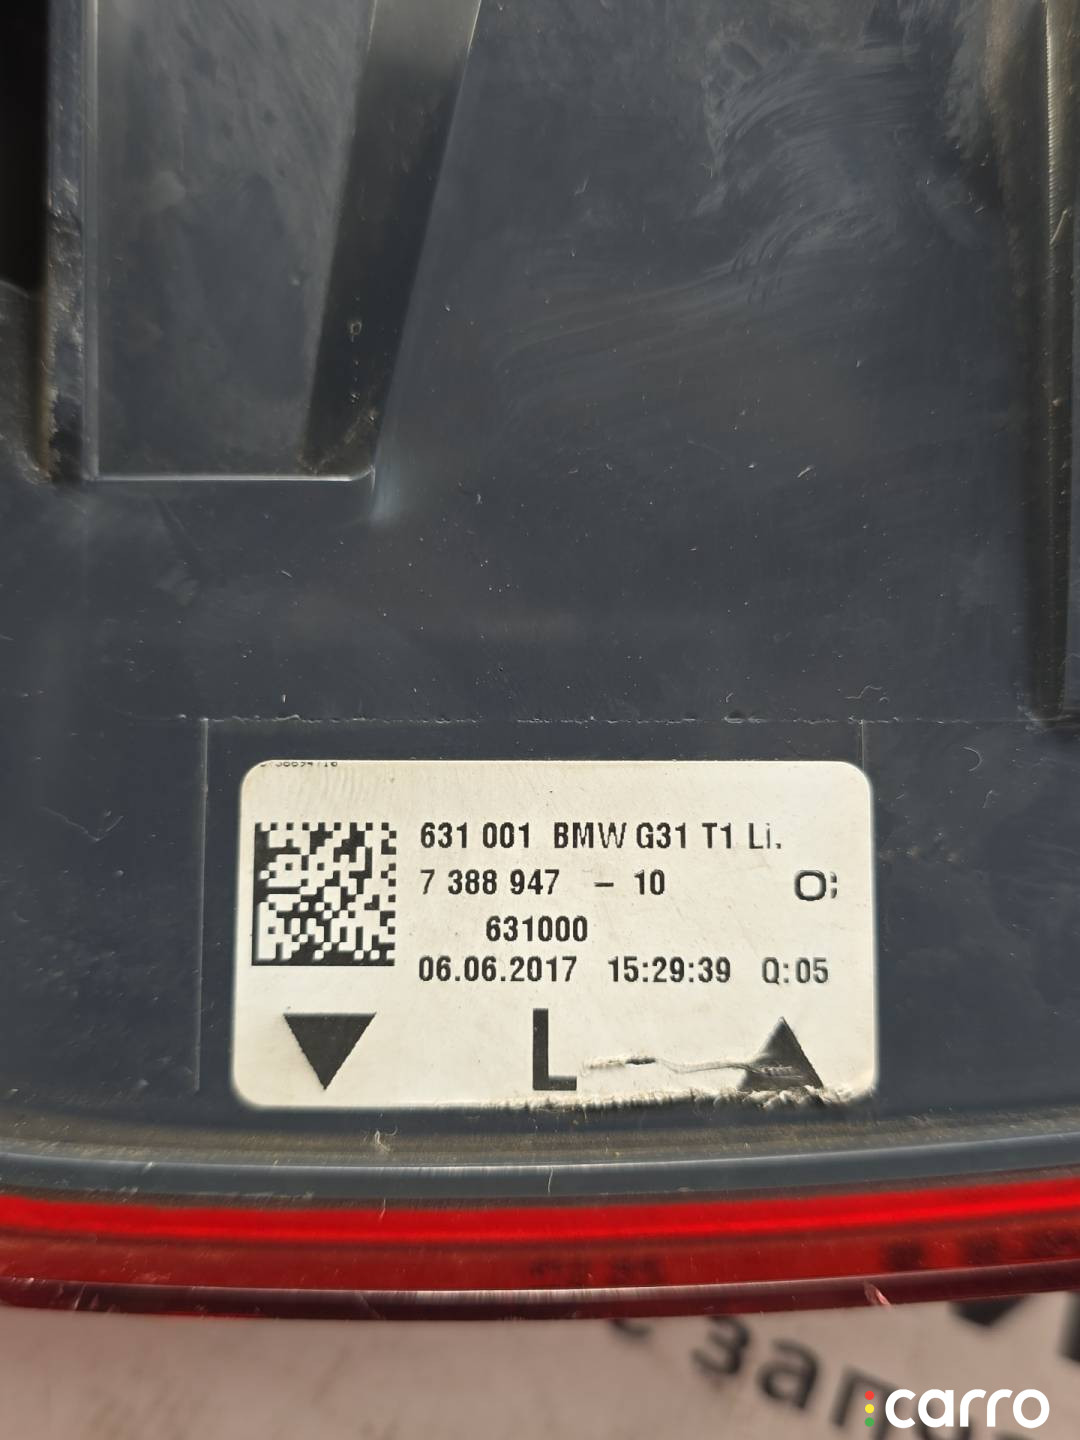 631 001 BMW G31 T1 Li.
7 388 947 - 10 O;
631000
06.06.2017 15:29:39 Q:05
L
с запч
carro